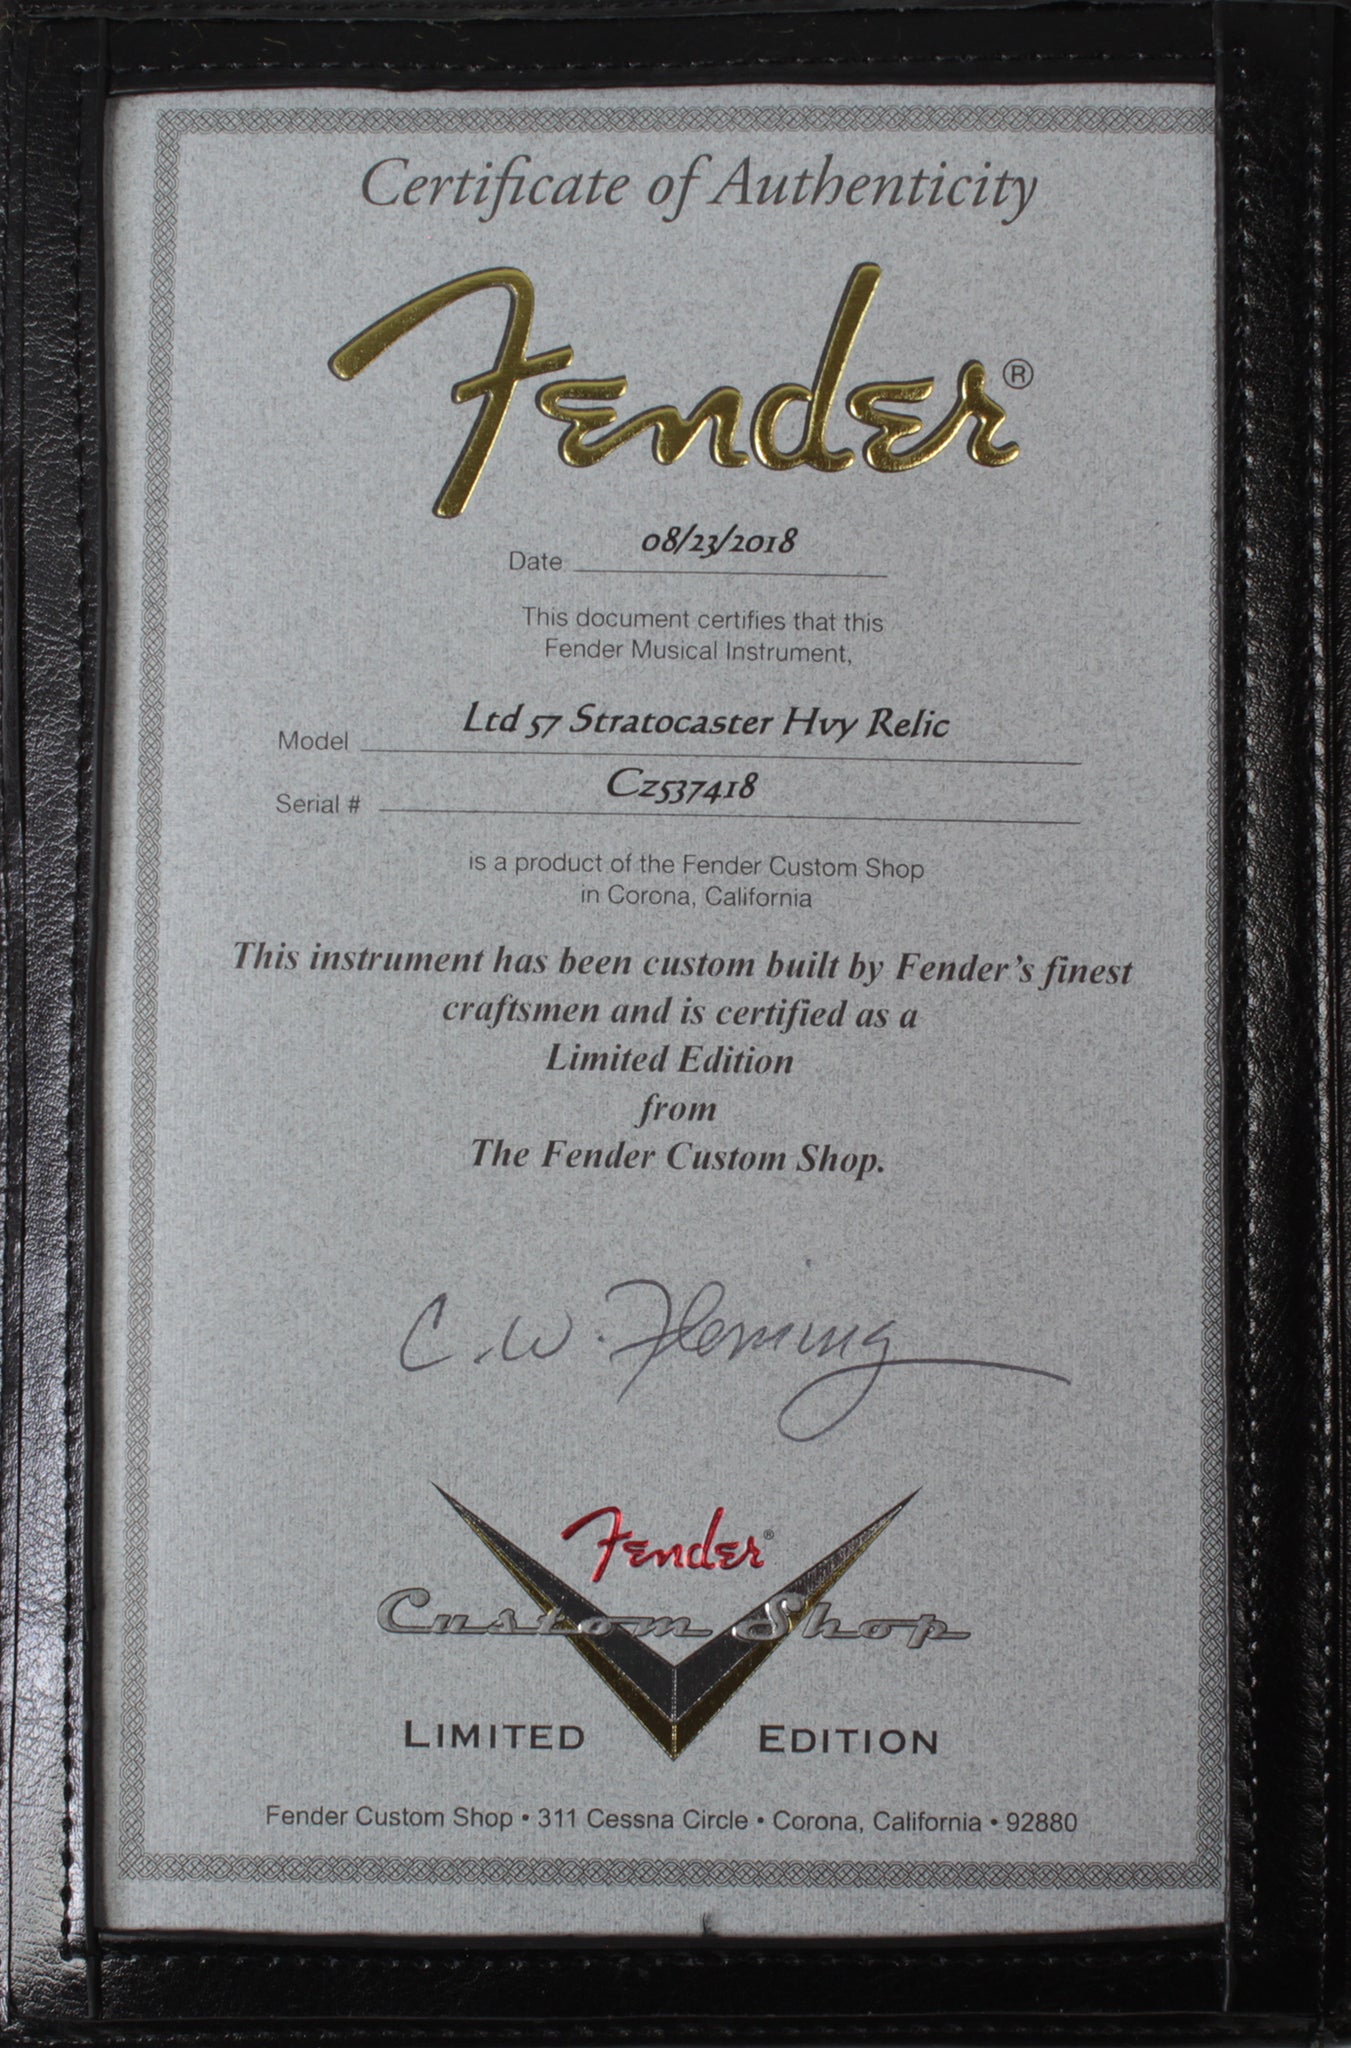 Certificate of Authenticity
Fender®
Date 08/23/2018
This document certifies that this
Fender Musical Instrument,
Model Ltd 57 Stratocaster Hvy Relic
Serial # Cz537418
is a product of the Fender Custom Shop
in Corona, California
This instrument has been custom built by Fender's finest
craftsmen and is certified as a
Limited Edition
from
The Fender Custom Shop.
C.W. Fleming
Fender®
Custom Shop
LIMITED EDITION
Fender Custom Shop • 311 Cessna Circle • Corona, California • 92880